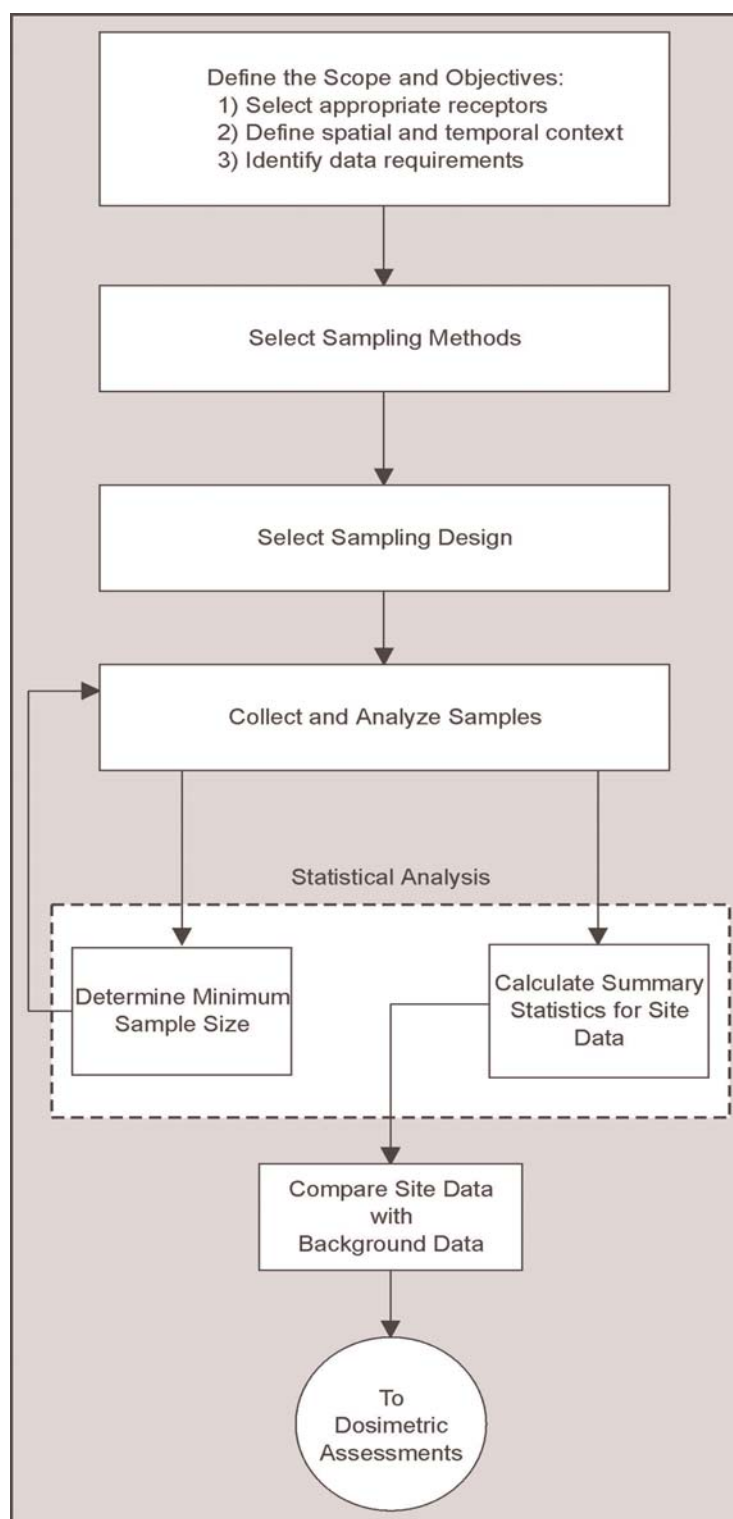 Define the Scope and Objectives:
1) Select appropriate receptors
2) Define spatial and temporal context
3) Identify data requirements
Select Sampling Methods
Select Sampling Design
Collect and Analyze Samples
Statistical Analysis
Determine Minimum
Sample Size
Calculate Summary
Statistics for Site
Data
Compare Site Data
with
Background Data
To
Dosimetric
Assessments